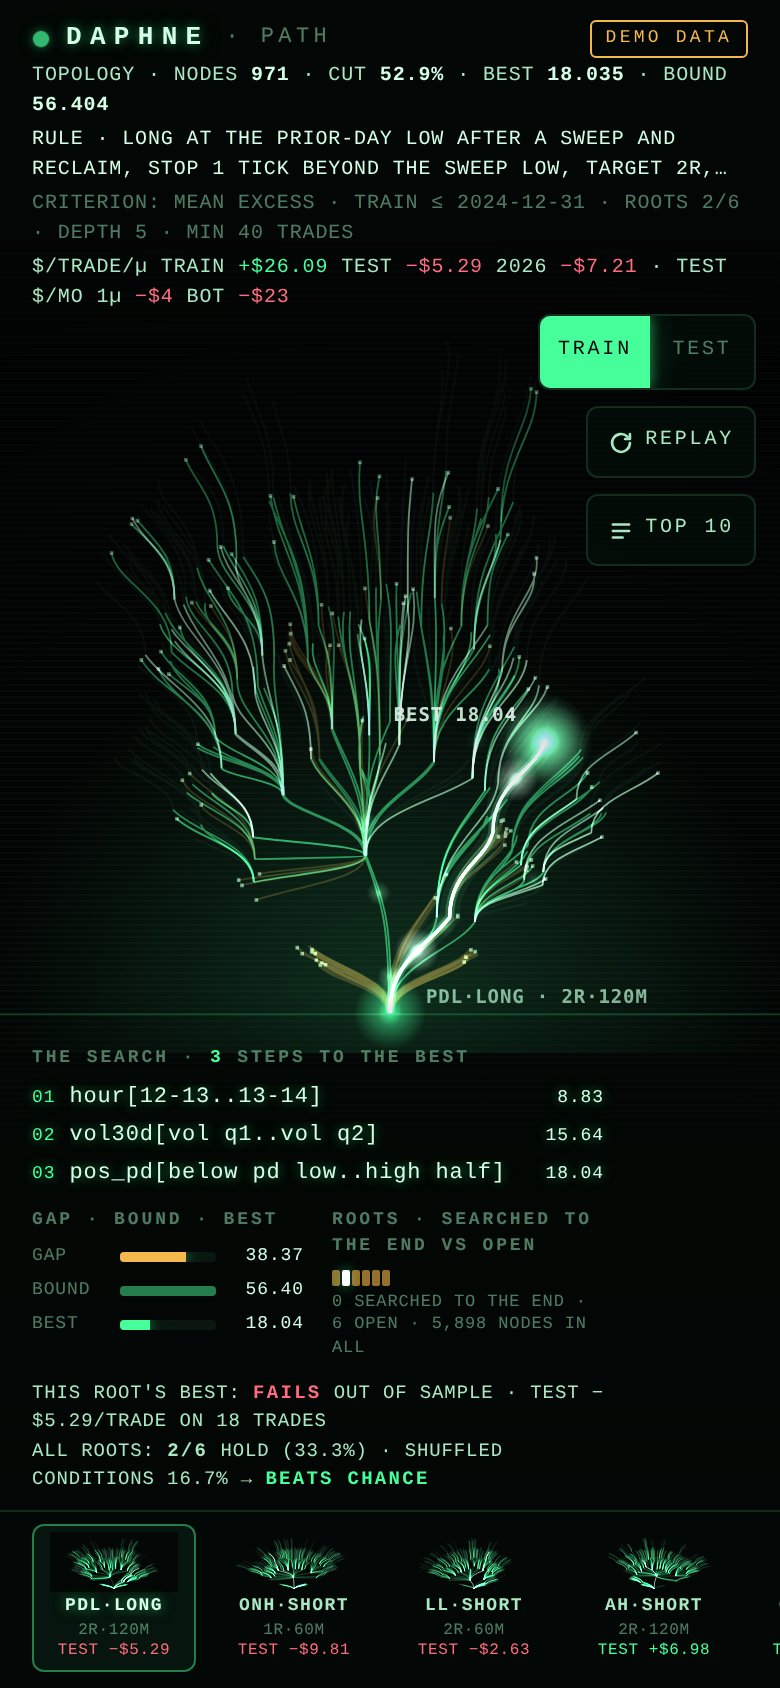 DAPHNE · PATH
DEMO DATA
TOPOLOGY · NODES 971 · CUT 52.9% · BEST 18.035 · BOUND
56.404
RULE · LONG AT THE PRIOR-DAY LOW AFTER A SWEEP AND
RECLAIM, STOP 1 TICK BEYOND THE SWEEP LOW, TARGET 2R,…
CRITERION: MEAN EXCESS · TRAIN ≤ 2024-12-31 · ROOTS 2/6
· DEPTH 5 · MIN 40 TRADES
$/TRADE/μ TRAIN +$26.09 TEST −$5.29 2026 −$7.21 · TEST
$/MO 1μ −$4 BOT −$23
TRAIN TEST
REPLAY
TOP 10
BEST 18.04
PDL·LONG · 2R·120M
THE SEARCH · 3 STEPS TO THE BEST
01 hour[12-13..13-14] 8.83
02 vol30d[vol q1..vol q2] 15.64
03 pos_pd[below pd low..high half] 18.04
GAP · BOUND · BEST
GAP 38.37
BOUND 56.40
BEST 18.04
ROOTS · SEARCHED TO
THE END VS OPEN
0 SEARCHED TO THE END ·
6 OPEN · 5,898 NODES IN
ALL
THIS ROOT'S BEST: FAILS OUT OF SAMPLE · TEST −
$5.29/TRADE ON 18 TRADES
ALL ROOTS: 2/6 HOLD (33.3%) · SHUFFLED
CONDITIONS 16.7% → BEATS CHANCE
PDL·LONG
2R·120M
TEST −$5.29
ONH·SHORT
1R·60M
TEST −$9.81
LL·SHORT
2R·60M
TEST −$2.63
AH·SHORT
2R·120M
TEST +$6.98